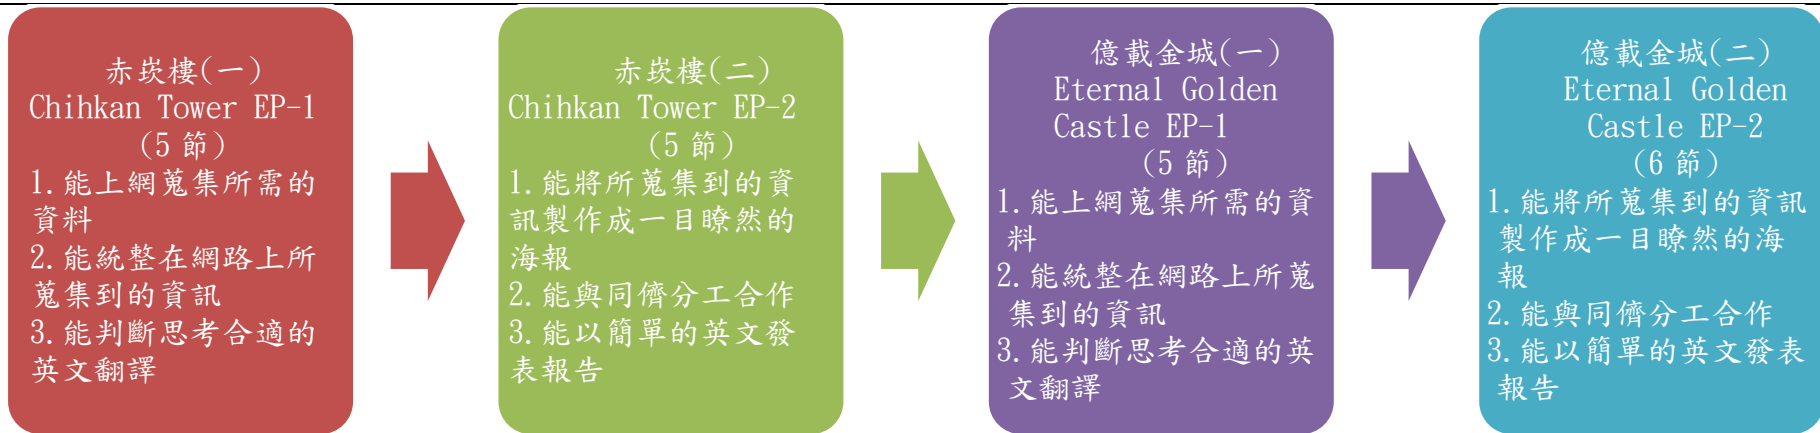 赤崁樓(一)
Chihkan Tower EP-1
(5 節)
1.能上網蒐集所需的
資料
2.能統整在網路上所
蒐集到的資訊
3.能判斷思考合適的
英文翻譯
赤崁樓(二)
Chihkan Tower EP-2
(5 節)
1.能將所蒐集到的資
訊製作成一目瞭然的
海報
2.能與同儕分工合作
3.能以簡單的英文發
表報告
億載金城(一)
Eternal Golden
Castle EP-1
(5 節)
1.能上網蒐集所需的資
料
2.能統整在網路上所蒐
集到的資訊
3.能判斷思考合適的英
文翻譯
億載金城(二)
Eternal Golden
Castle EP-2
(6 節)
1.能將所蒐集到的資訊
製作成一目瞭然的海
報
2.能與同儕分工合作
3.能以簡單的英文發表
報告